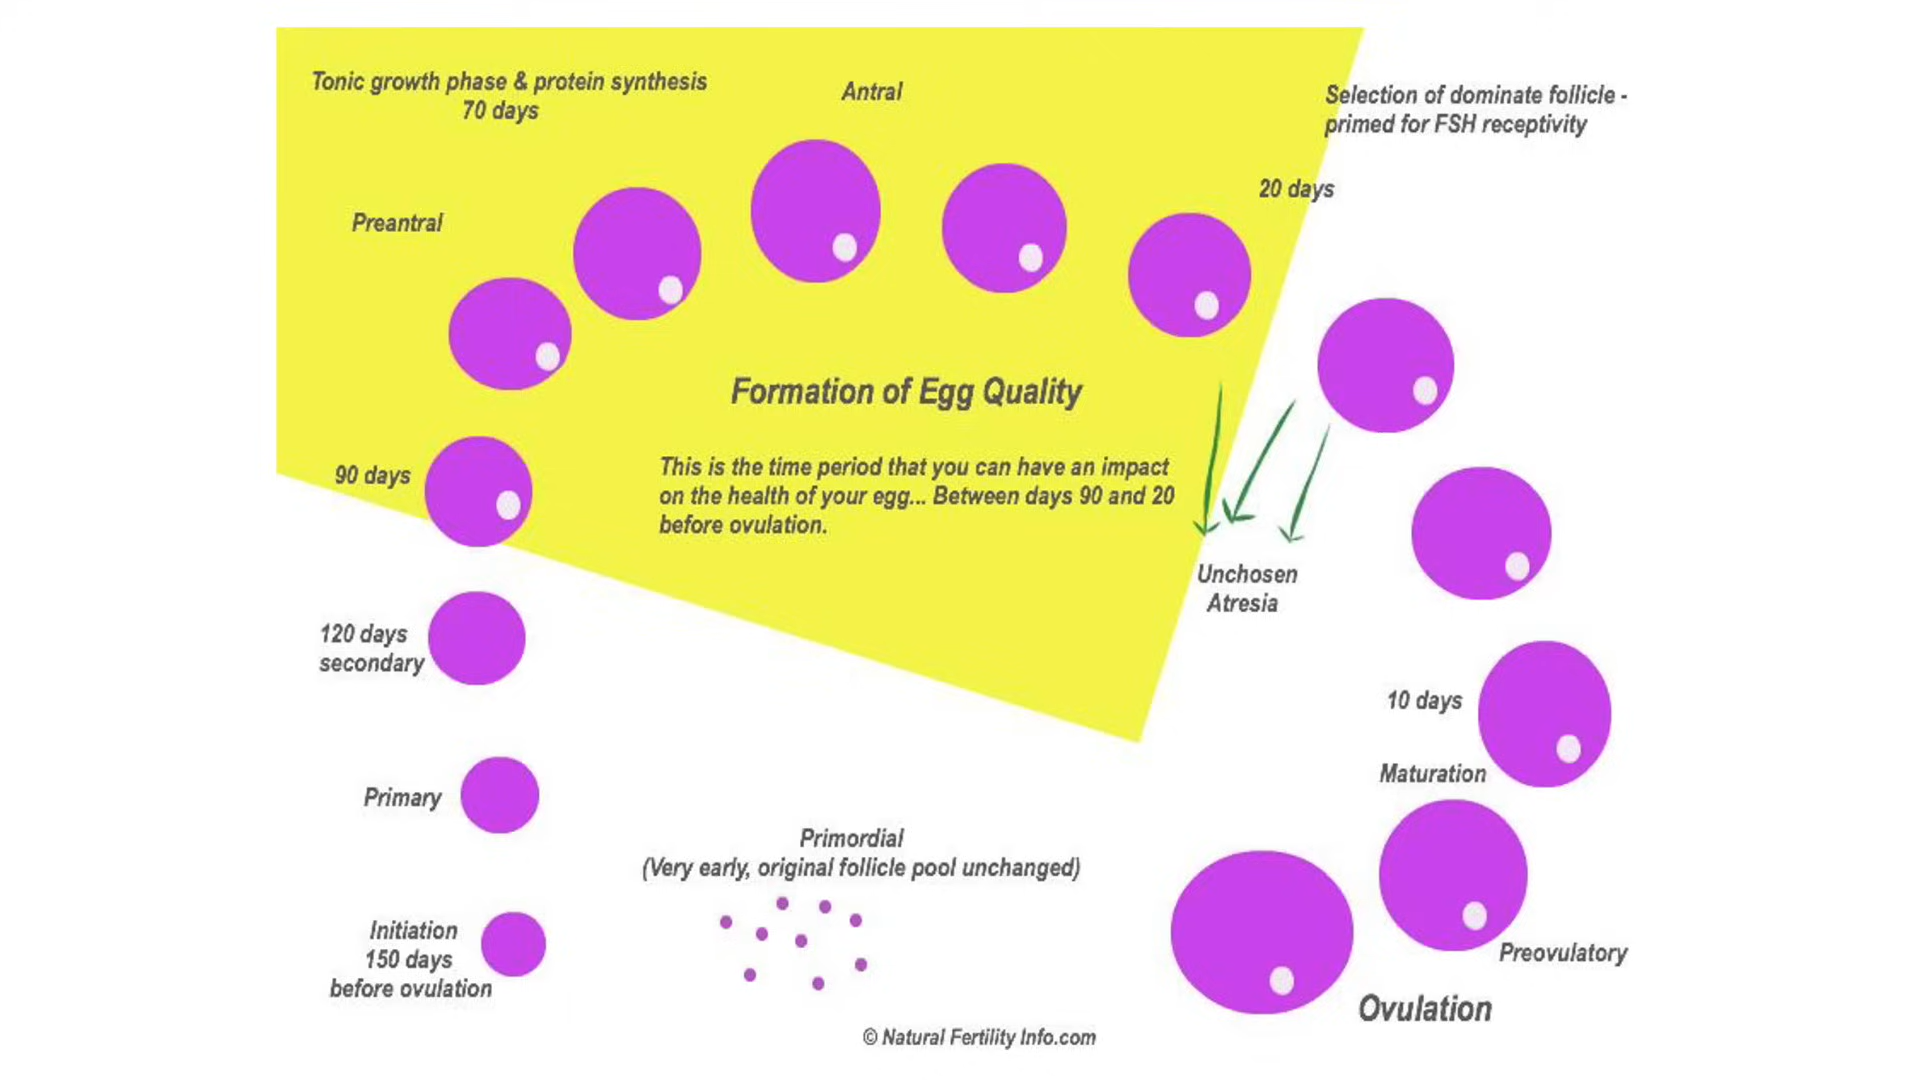 Tonic growth phase & protein synthesis
70 days
Antral
Selection of dominate follicle -
primed for FSH receptivity
20 days
Preantral
Formation of Egg Quality
This is the time period that you can have an impact
on the health of your egg... Between days 90 and 20
before ovulation.
90 days
Unchosen
Atresia
120 days
secondary
10 days
Maturation
Primary
Primordial
(Very early, original follicle pool unchanged)
Initiation
150 days
before ovulation
Preovulatory
Ovulation
© Natural Fertility Info.com